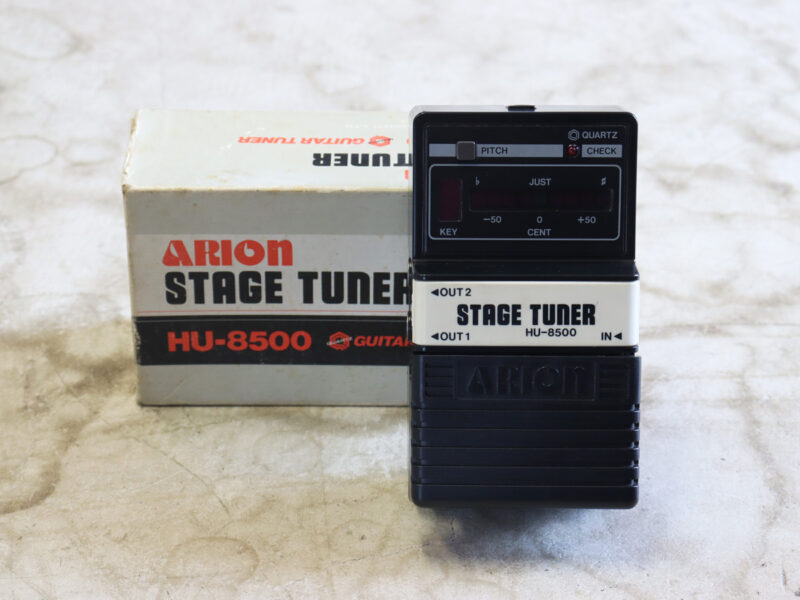 GUITAR TUNER
TUNER
ARION
STAGE TUNER
HU-8500 GUITAR
QUARTZ
PITCH CHECK
♭ JUST ♯
−50 0 +50
KEY CENT
◀OUT 2
STAGE TUNER
HU-8500
◀OUT 1 IN◀
ARION